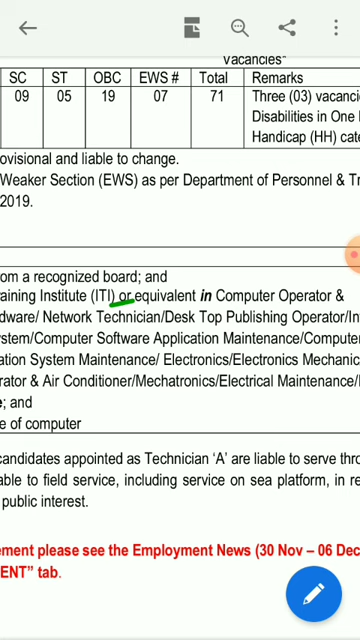 Vacancies*
SC ST OBC EWS # Total Remarks
09 05 19 07 71 Three (03) vacancie
Disabilities in One
Handicap (HH) cate
ovisional and liable to change.
Weaker Section (EWS) as per Department of Personnel & Tr
2019.
om a recognized board; and
raining Institute (ITI) or equivalent in Computer Operator &
dware/ Network Technician/Desk Top Publishing Operator/In
ystem/Computer Software Application Maintenance/Computer
ation System Maintenance/ Electronics/Electronics Mechanic
rator & Air Conditioner/Mechatronics/Electrical Maintenance/
e; and
e of computer
candidates appointed as Technician ‘A’ are liable to serve thro
able to field service, including service on sea platform, in re
public interest.
ement please see the Employment News (30 Nov – 06 Dec
ENT” tab.